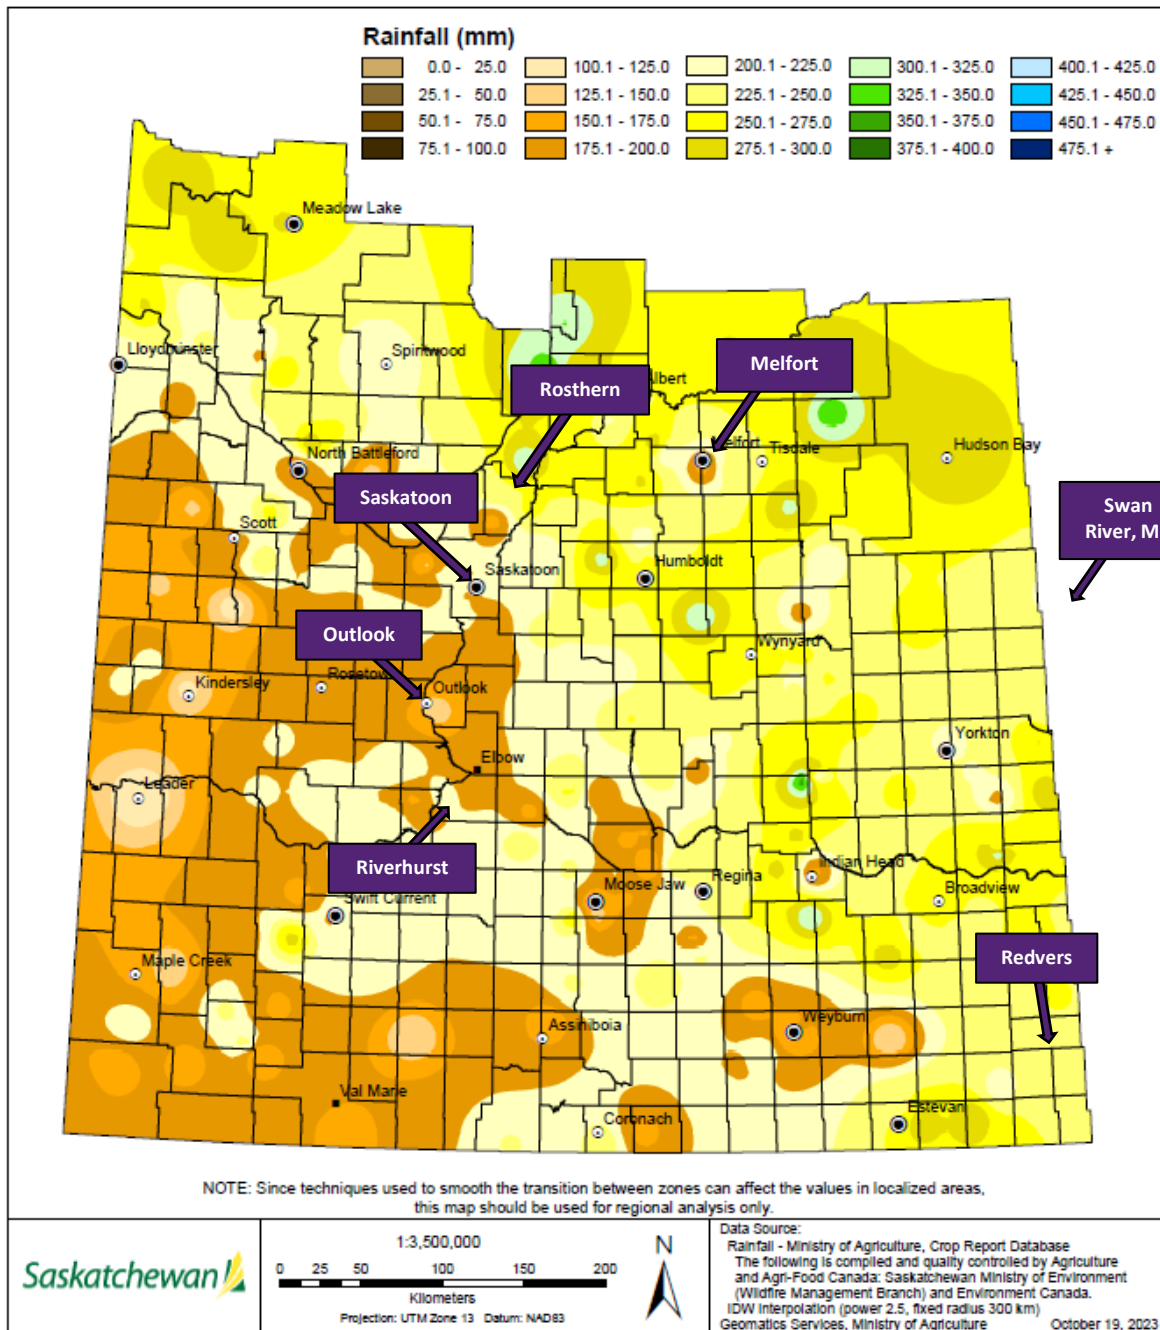 Rainfall (mm)
0.0 - 25.0
25.1 - 50.0
50.1 - 75.0
75.1 - 100.0
100.1 - 125.0
125.1 - 150.0
150.1 - 175.0
175.1 - 200.0
200.1 - 225.0
225.1 - 250.0
250.1 - 275.0
275.1 - 300.0
300.1 - 325.0
325.1 - 350.0
350.1 - 375.0
375.1 - 400.0
400.1 - 425.0
425.1 - 450.0
450.1 - 475.0
475.1 +
Meadow Lake
Lloydminster
Spiritwood
Rosthern
Albert
Melfort
Melfort
Tisdale
Hudson Bay
North Battleford
Saskatoon
Scott
Swan
River, M
Saskatoon
Humboldt
Outlook
Wynyard
Kindersley
Rosetow
Outlook
Yorkton
Elbow
Leader
Riverhurst
Indian Head
Swift Current
Moose Jaw
Regina
Broadview
Maple Creek
Redvers
Assiniboia
Weyburn
Val Marie
Coronach
Estevan
NOTE: Since techniques used to smooth the transition between zones can affect the values in localized areas,
this map should be used for regional analysis only.
Saskatchewan
1:3,500,000
0 25 50 100 150 200
Kilometers
Projection: UTM Zone 13 Datum: NAD83
N
Data Source:
Rainfall - Ministry of Agriculture, Crop Report Database
The following is compiled and quality controlled by Agriculture
and Agri-Food Canada: Saskatchewan Ministry of Environment
(Wildfire Management Branch) and Environment Canada.
IDW Interpolation (power 2.5, fixed radius 300 km)
Geomatics Services, Ministry of Agriculture October 19, 2023